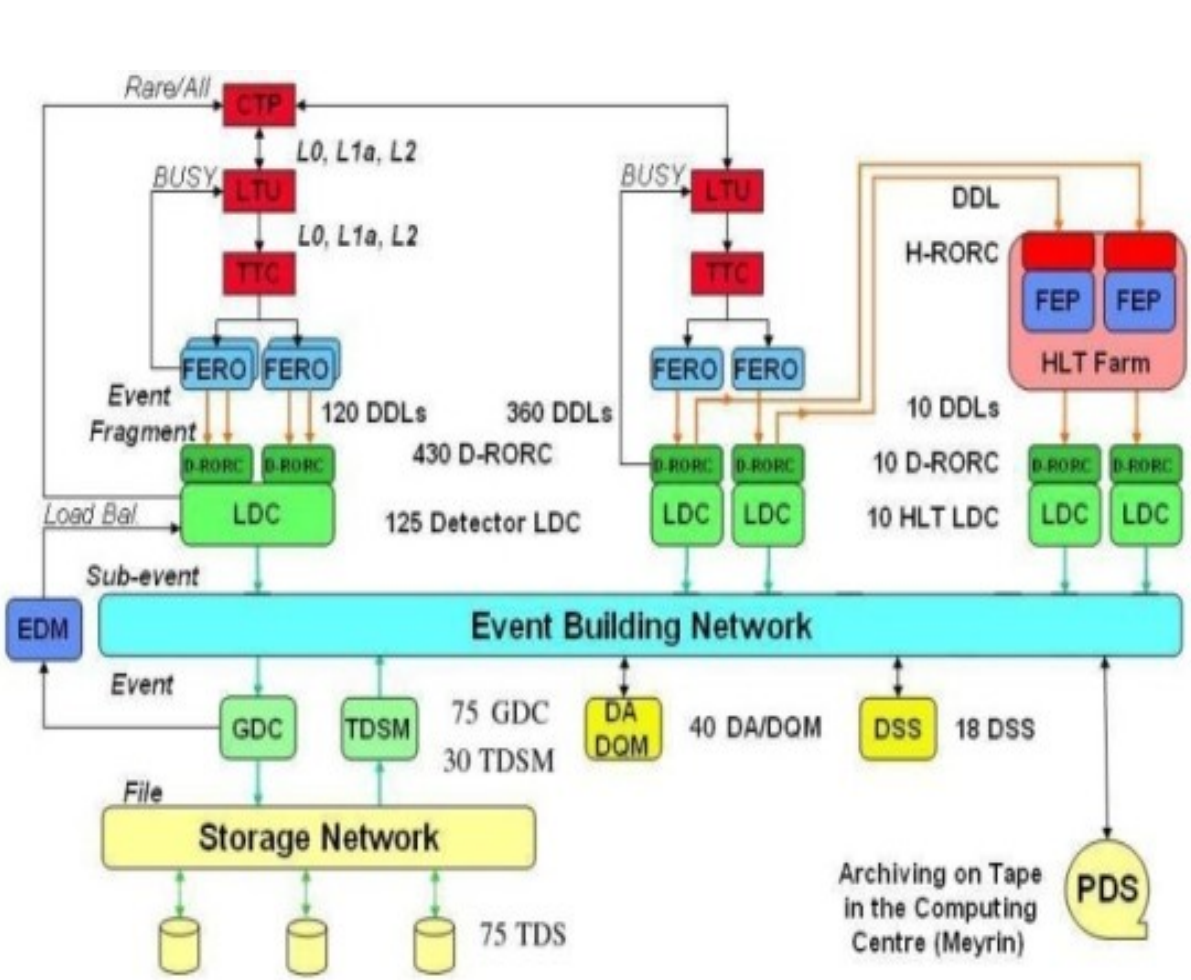 Rare/All
CTP
L0, L1a, L2
BUSY
LTU
BUSY
LTU
DDL
L0, L1a, L2
H-RORC
TTC
TTC
FEP
FEP
FERO
FERO
FERO
FERO
HLT Farm
Event
Fragment
120 DDLs
360 DDLs
10 DDLs
430 D-RORC
D-RORC
D-RORC
D-RORC
D-RORC
10 D-RORC
D-RORC
D-RORC
Load Bal.
LDC
125 Detector LDC
LDC
LDC
10 HLT LDC
LDC
LDC
Sub-event
EDM
Event Building Network
Event
GDC
TDSM
75 GDC
30 TDSM
DA
DQM
40 DA/DQM
DSS
18 DSS
File
Storage Network
Archiving on Tape
in the Computing
Centre (Meyrin)
PDS
75 TDS